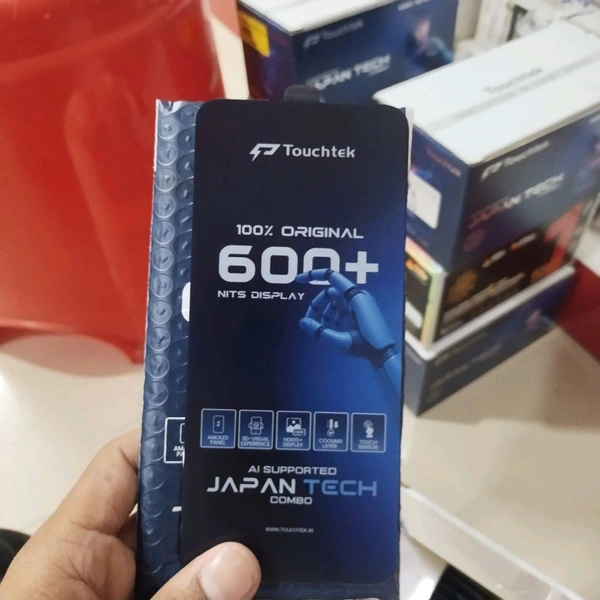 Touchtek
JAPAN TECH
Touchtek
Touchtek
JAPAN TECH
Touchtek
100% ORIGINAL
600+
NITS DISPLAY
AMOLED PANEL
3D-VISUAL EXPERIENCE
HDR10+ DISPLAY
COOLING LAYER
TOUCH SENSOR
AI SUPPORTED
JAPAN TECH
COMBO
WWW.TOUCHTEK.IN